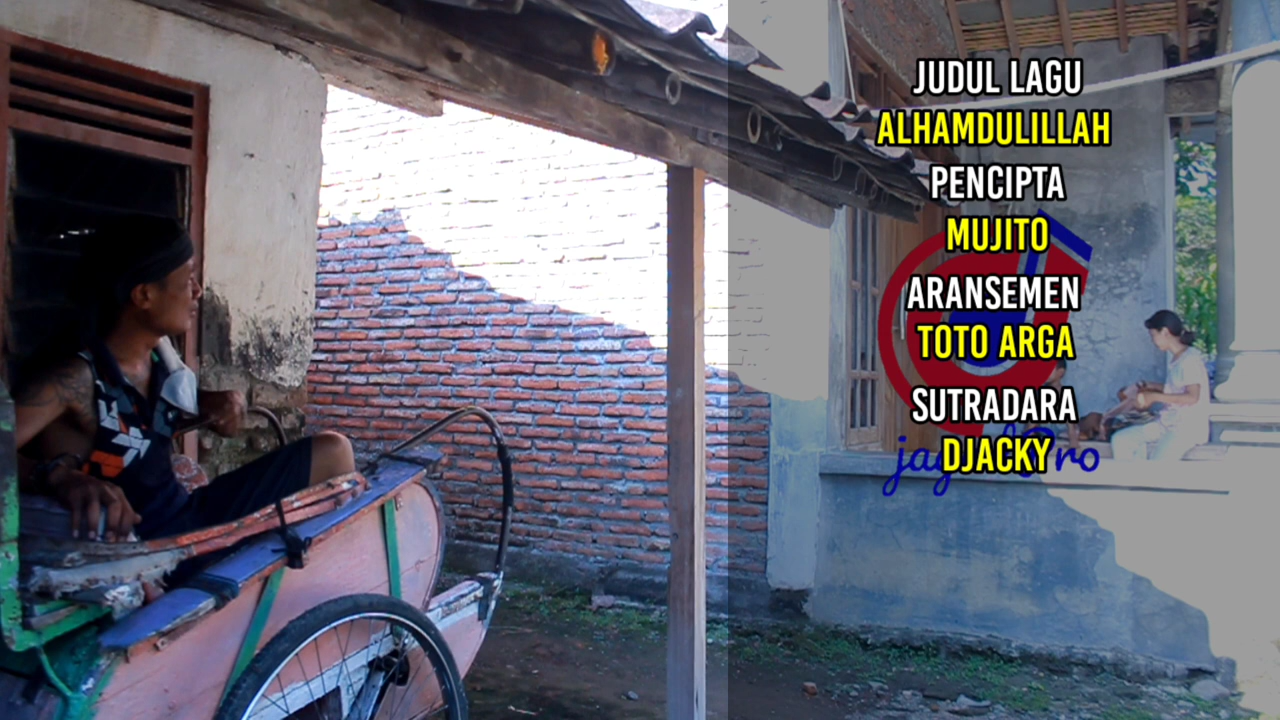 JUDUL LAGU
ALHAMDULILLAH
PENCIPTA
MUJITO
ARANSEMEN
TOTO ARGA
SUTRADARA
DJACKY